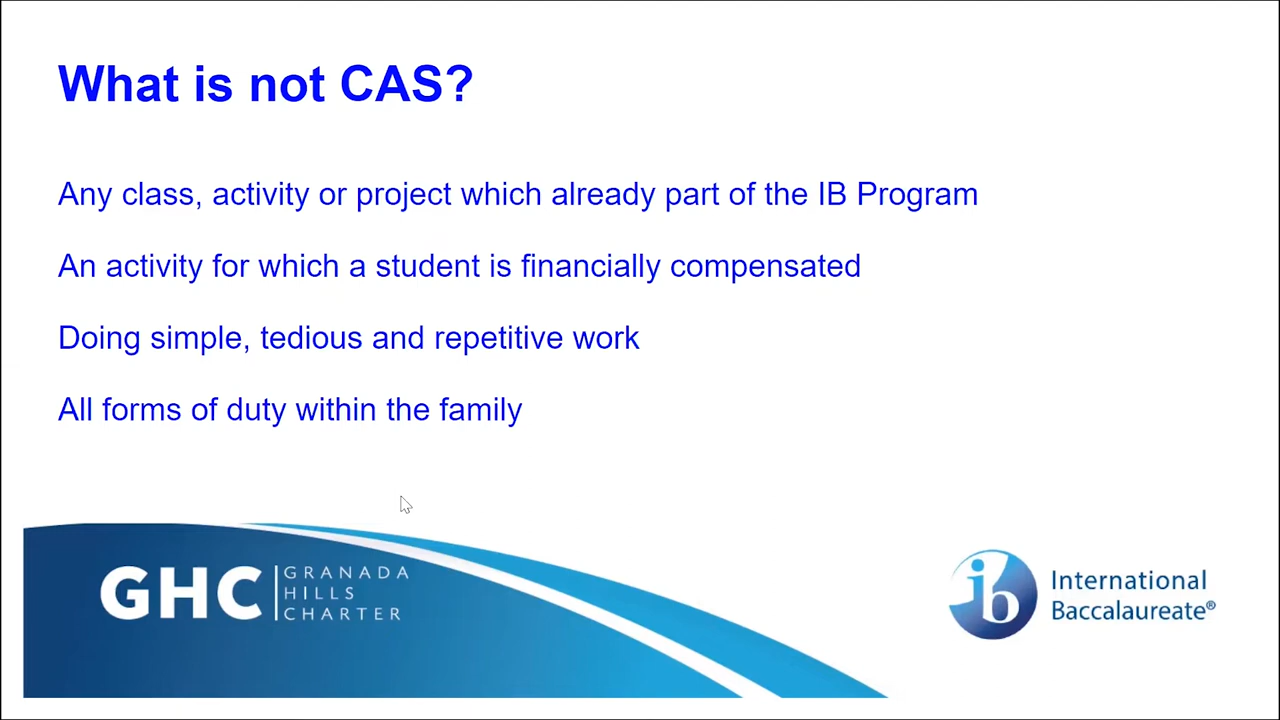 What is not CAS?
Any class, activity or project which already part of the IB Program
An activity for which a student is financially compensated
Doing simple, tedious and repetitive work
All forms of duty within the family
GHC
GRANADA
HILLS
CHARTER
ib
International
Baccalaureate®